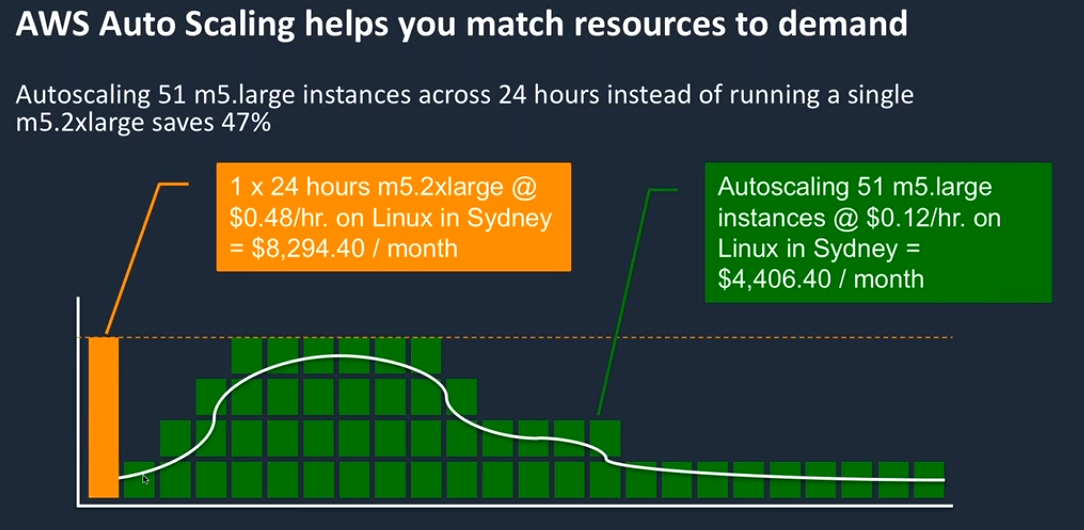 AWS Auto Scaling helps you match resources to demand
Autoscaling 51 m5.large instances across 24 hours instead of running a single
m5.2xlarge saves 47%
1 x 24 hours m5.2xlarge @
$0.48/hr. on Linux in Sydney
= $8,294.40 / month
Autoscaling 51 m5.large
instances @ $0.12/hr. on
Linux in Sydney =
$4,406.40 / month